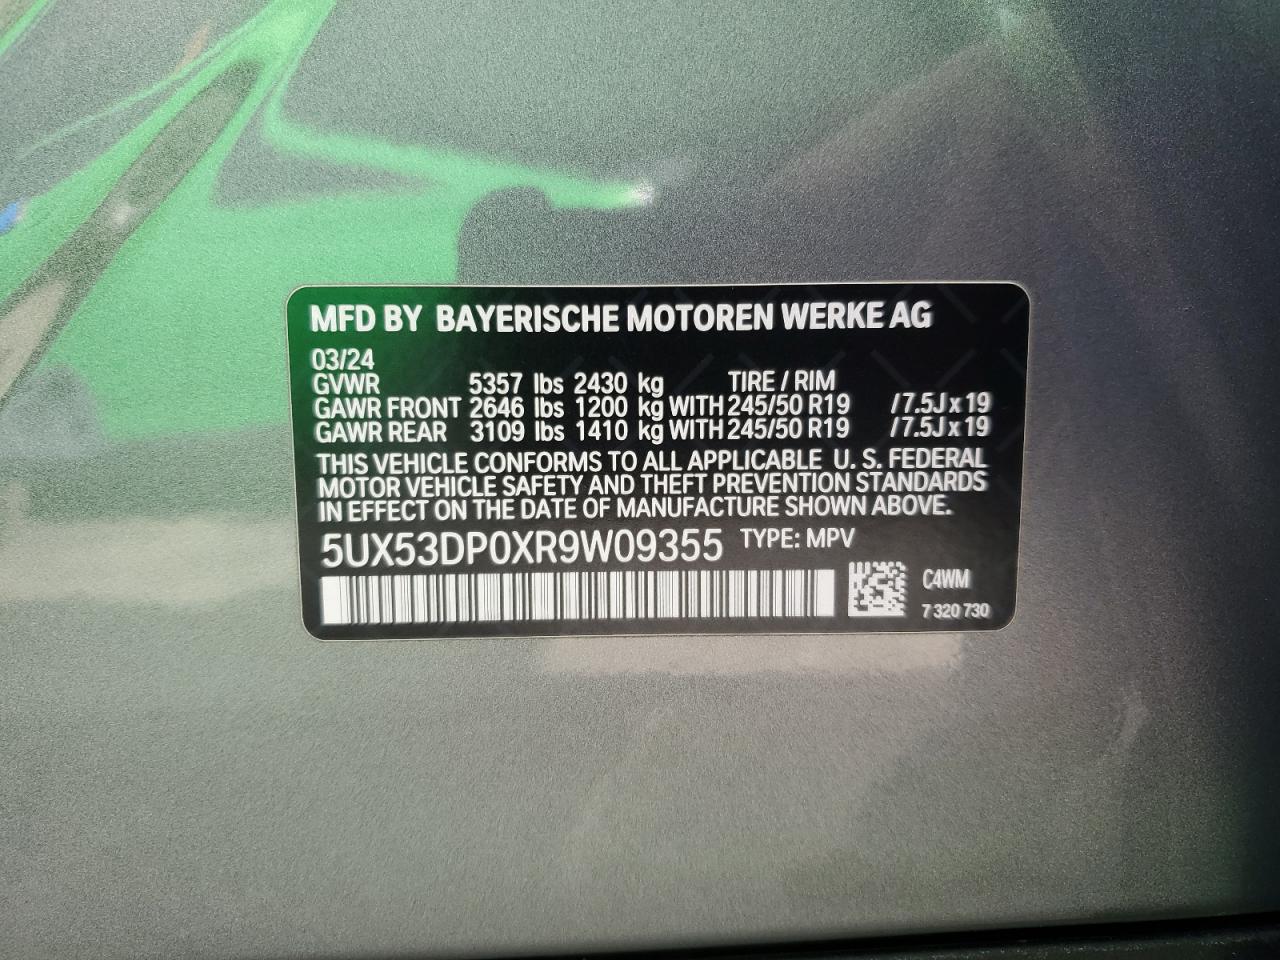 MFD BY BAYERISCHE MOTOREN WERKE AG
03/24
GVWR 5357 lbs 2430 kg TIRE / RIM
GAWR FRONT 2646 lbs 1200 kg WITH 245/50 R19 /7.5J x 19
GAWR REAR 3109 lbs 1410 kg WITH 245/50 R19 /7.5J x 19
THIS VEHICLE CONFORMS TO ALL APPLICABLE U. S. FEDERAL
MOTOR VEHICLE SAFETY AND THEFT PREVENTION STANDARDS
IN EFFECT ON THE DATE OF MANUFACTURE SHOWN ABOVE.
5UX53DP0XR9W09355 TYPE: MPV
C4WM
7 320 730